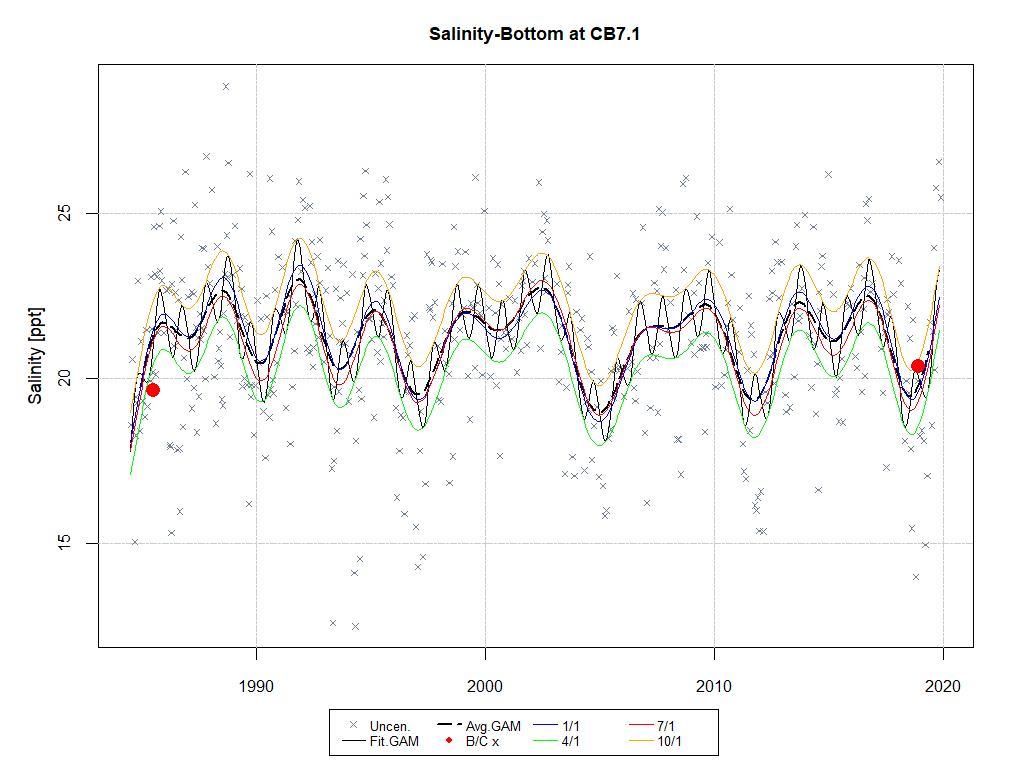 Salinity-Bottom at CB7.1
Salinity [ppt]
25
20
15
1990 2000 2010 2020
Uncen. Avg.GAM 1/1 7/1
Fit.GAM B/C x 4/1 10/1